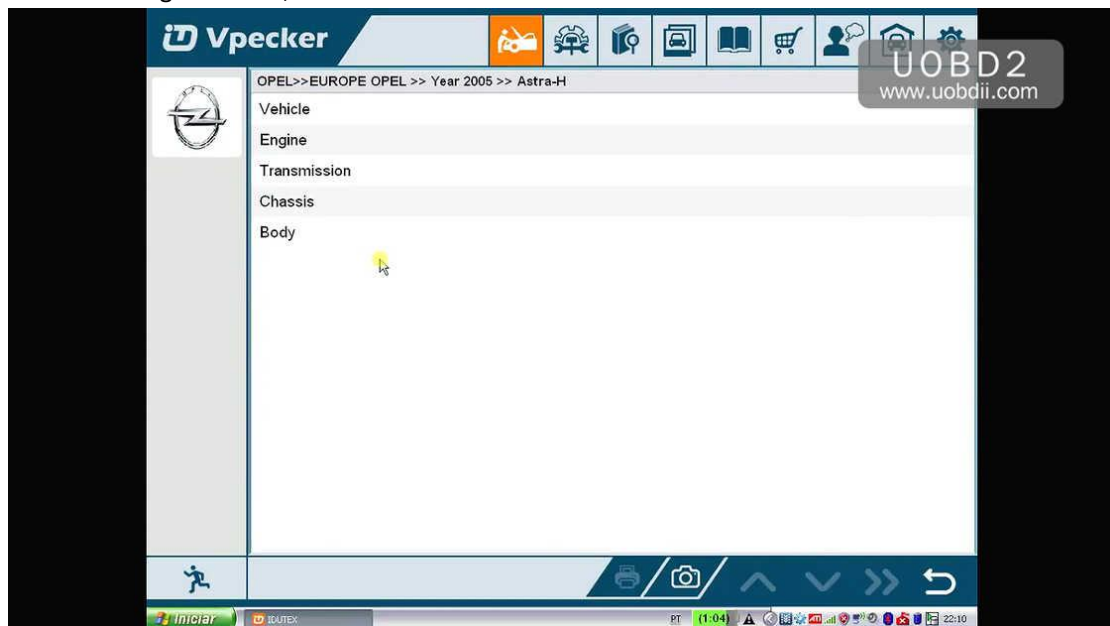 Vpecker
UOBD2
www.uobdii.com
OPEL>>EUROPE OPEL >> Year 2005 >> Astra-H
Vehicle
Engine
Transmission
Chassis
Body
Iniciar
IDUTEX
PT
(1:04)
22:10